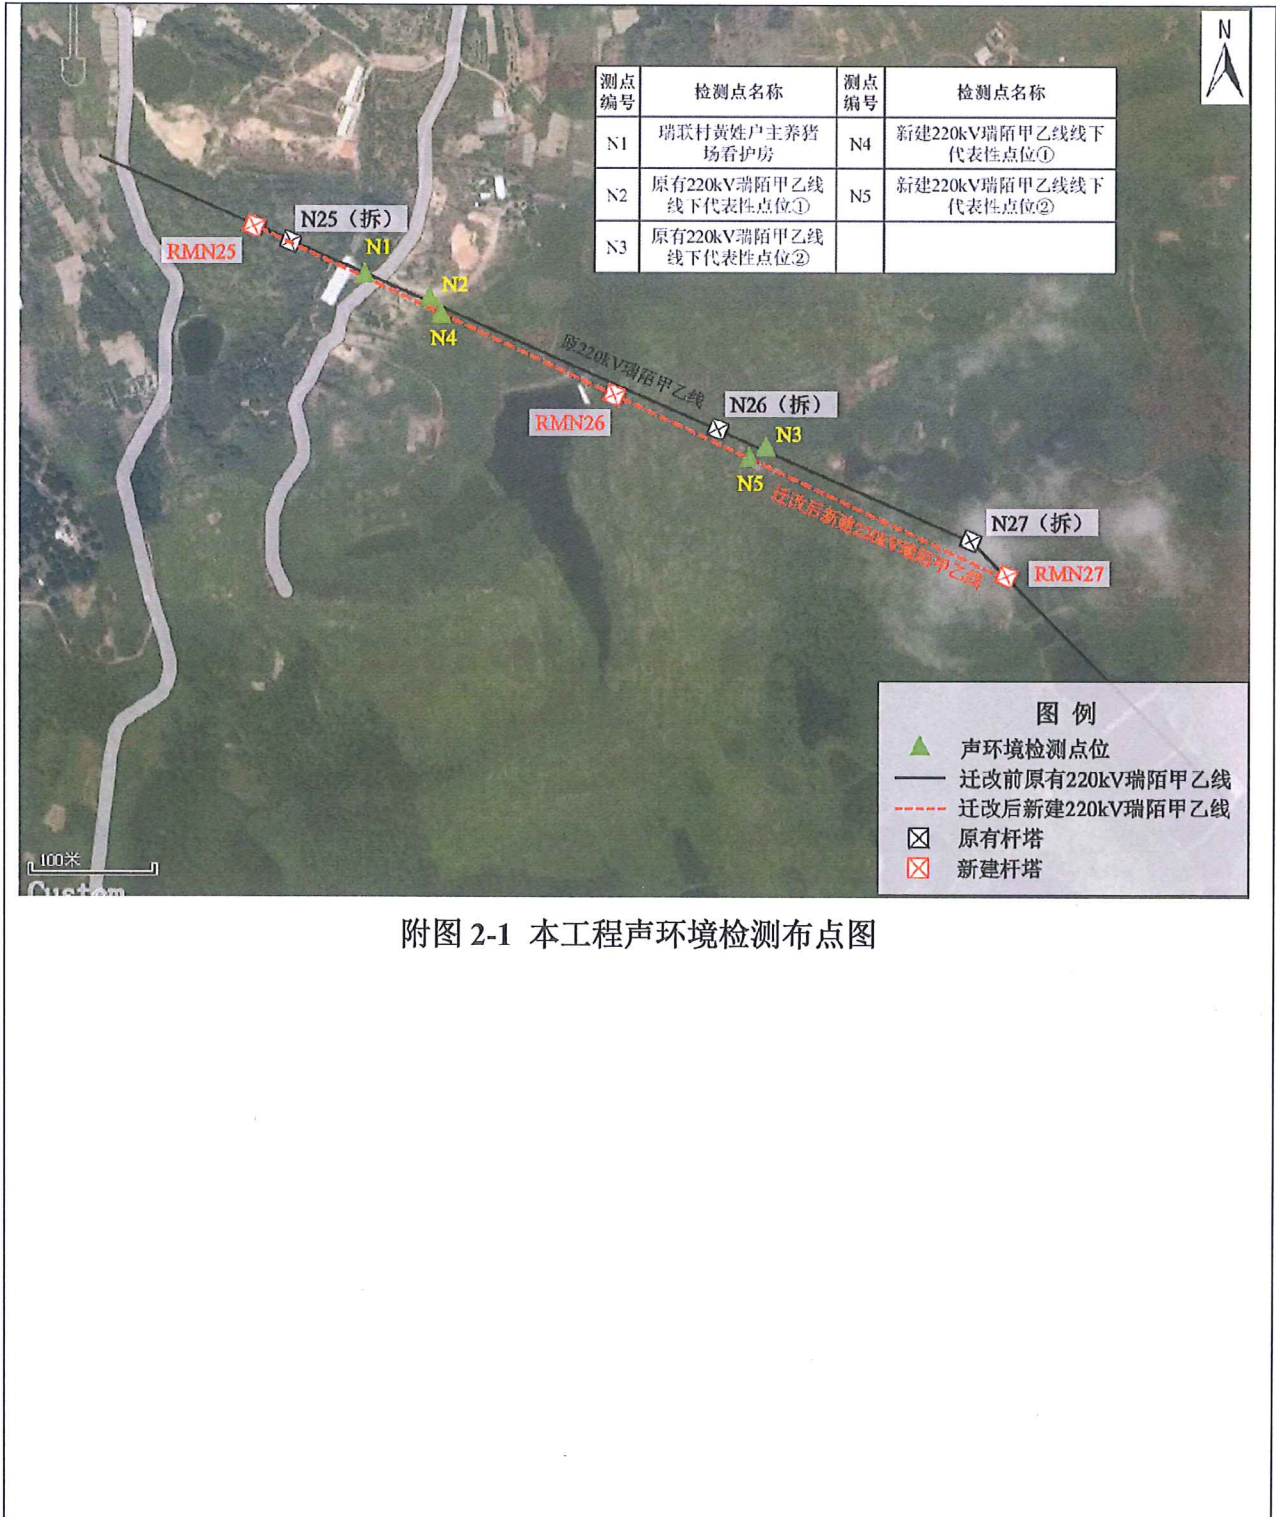 N
测点
编号
检测点名称
测点
编号
检测点名称
N1
瑞联村黄姓户主养猪
场看护房
N4
新建220kV瑞陌甲乙线线下
代表性点位①
N2
原有220kV瑞陌甲乙线
线下代表性点位①
N5
新建220kV瑞陌甲乙线线下
代表性点位②
N3
原有220kV瑞陌甲乙线
线下代表性点位②
N25（拆）
RMN25
N1
N2
N4
原220kV瑞陌甲乙线
RMN26
N26（拆）
N3
N5
迁改后新建220kV瑞陌甲乙线
N27（拆）
RMN27
图 例
声环境检测点位
迁改前原有220kV瑞陌甲乙线
迁改后新建220kV瑞陌甲乙线
原有杆塔
新建杆塔
100米
Custom
附图 2-1 本工程声环境检测布点图